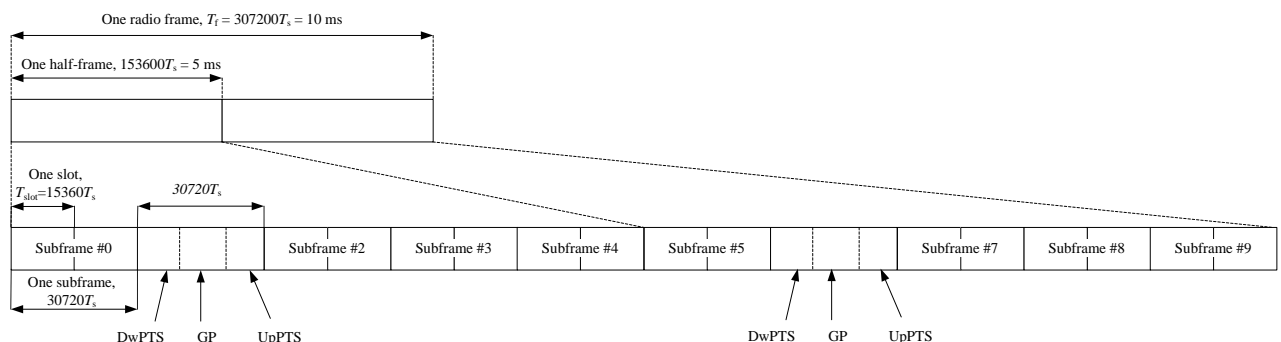 One radio frame, Tf = 307200Ts = 10 ms
One half-frame, 153600Ts = 5 ms
One slot,
Tslot=15360Ts
30720Ts
Subframe #0
Subframe #2
Subframe #3
Subframe #4
Subframe #5
Subframe #7
Subframe #8
Subframe #9
One subframe,
30720Ts
DwPTS
GP
UpPTS
DwPTS
GP
UpPTS